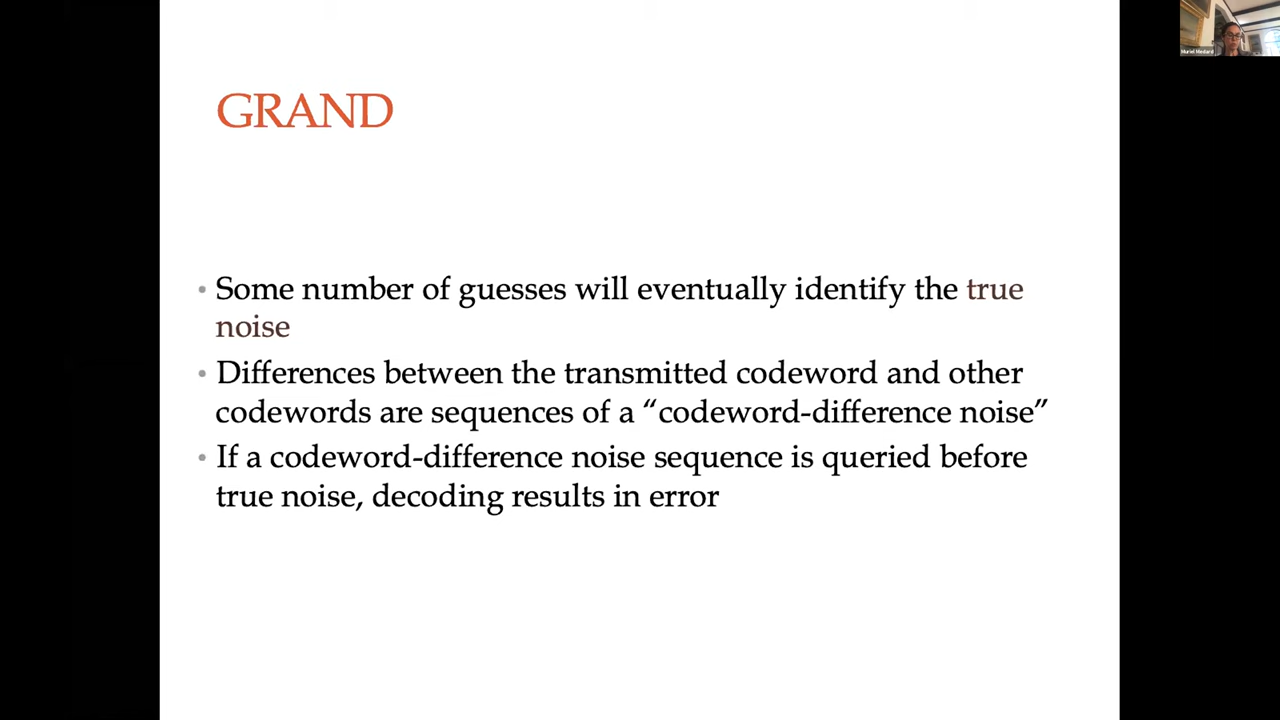 GRAND
Some number of guesses will eventually identify the true
noise
Differences between the transmitted codeword and other
codewords are sequences of a “codeword-difference noise”
If a codeword-difference noise sequence is queried before
true noise, decoding results in error